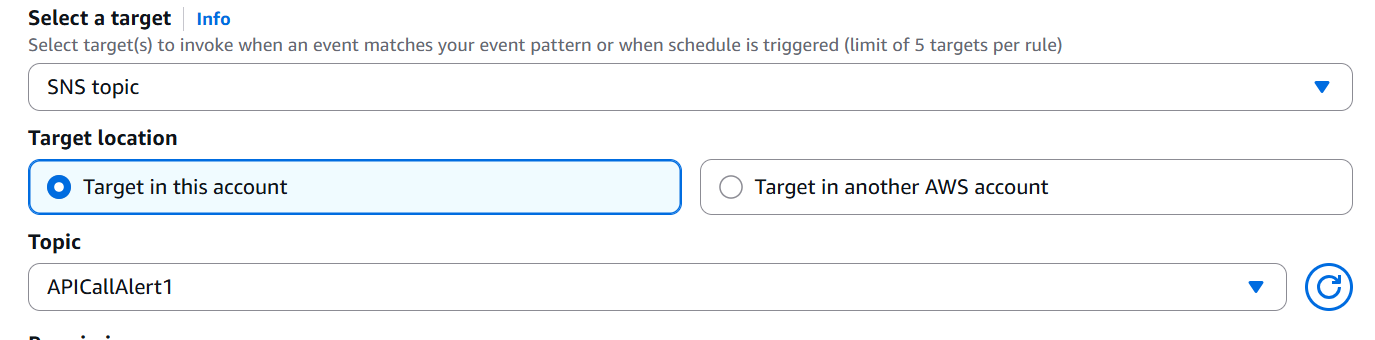 Select a target Info
Select target(s) to invoke when an event matches your event pattern or when schedule is triggered (limit of 5 targets per rule)
SNS topic
Target location
Target in this account
Target in another AWS account
Topic
APICallAlert1